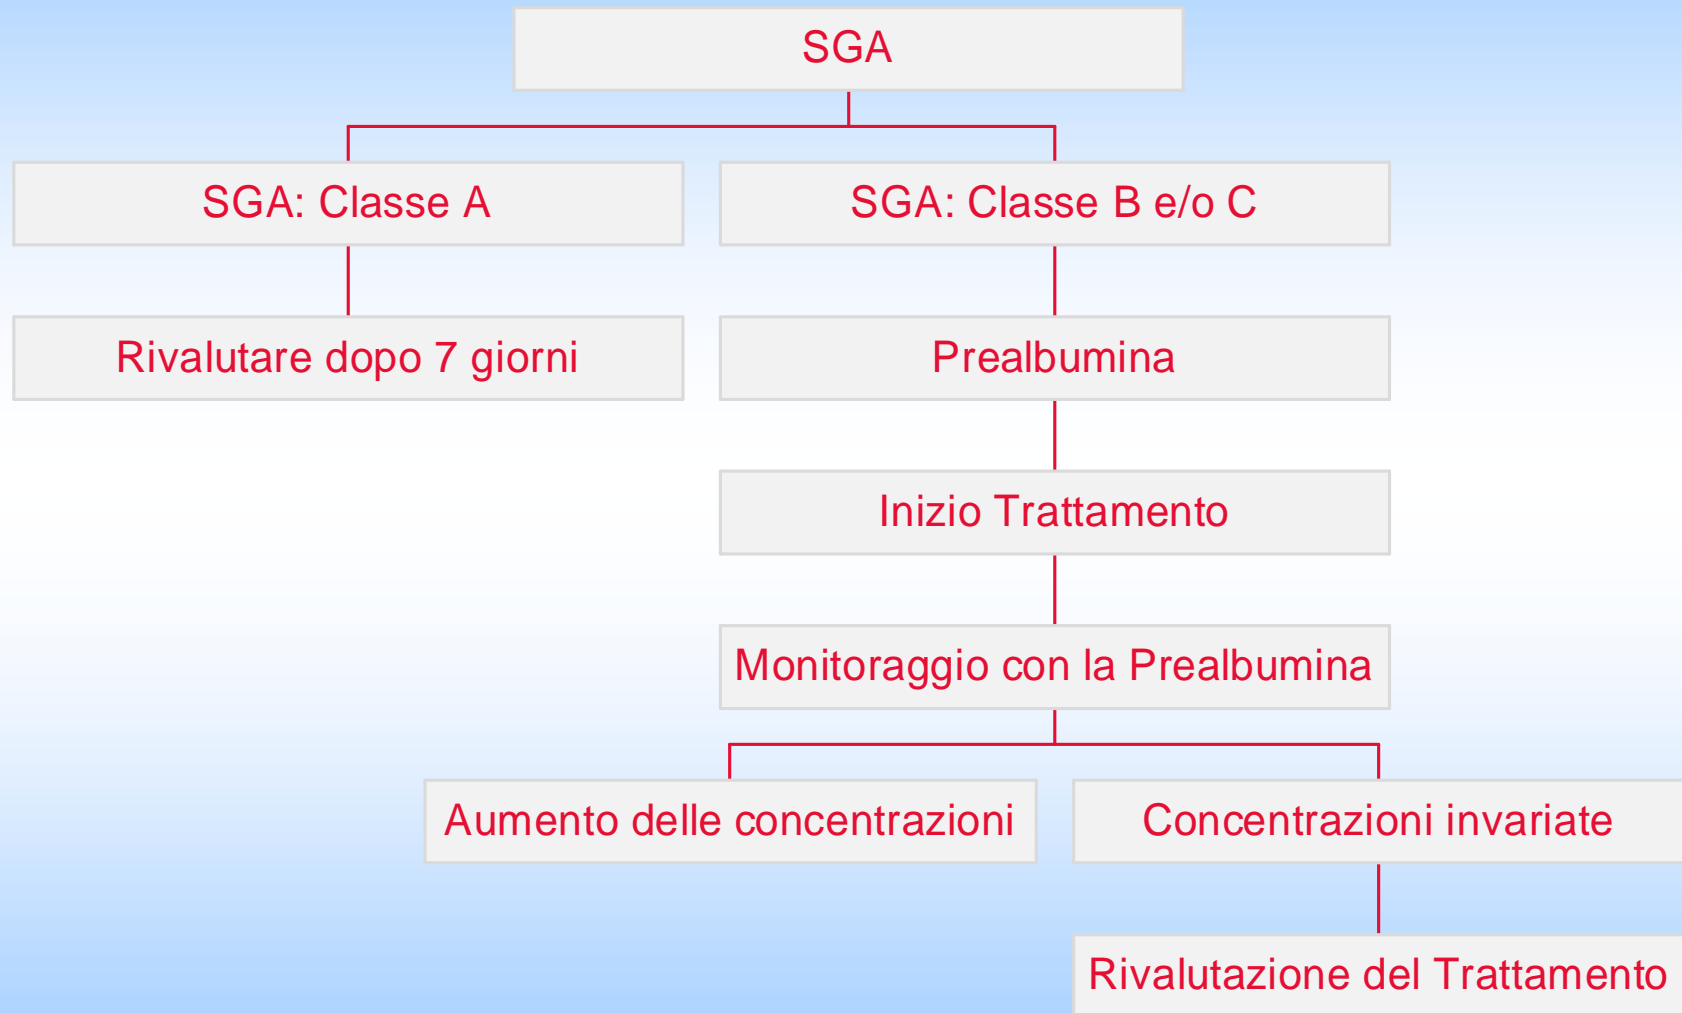 SGA
SGA: Classe A
SGA: Classe B e/o C
Rivalutare dopo 7 giorni
Prealbumina
Inizio Trattamento
Monitoraggio con la Prealbumina
Aumento delle concentrazioni
Concentrazioni invariate
Rivalutazione del Trattamento